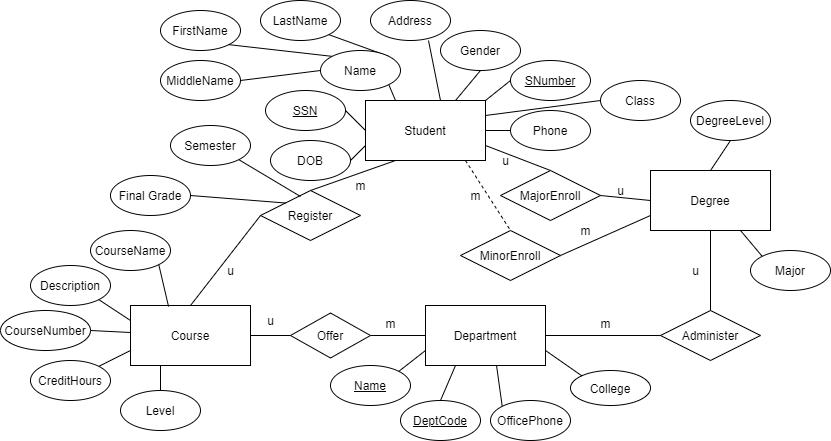 LastName
Address
FirstName
Gender
Name
MiddleName
SNumber
Class
SSN
Student
Phone
DegreeLevel
Semester
DOB
u
m
u
Final Grade
MajorEnroll
Degree
m
Register
m
CourseName
MinorEnroll
u
u
Major
Description
u
m
m
CourseNumber
Course
Offer
Department
Administer
CreditHours
Name
College
Level
DeptCode
OfficePhone